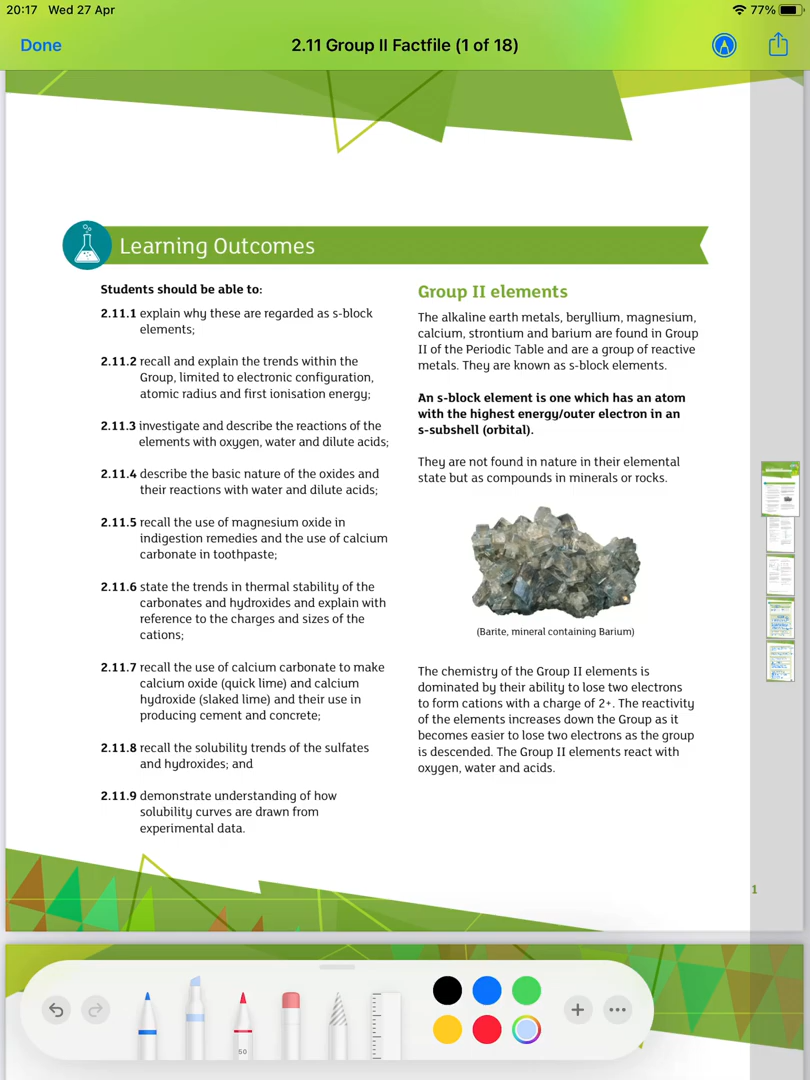 20:17 Wed 27 Apr
77%
Done
2.11 Group II Factfile (1 of 18)
Learning Outcomes
Students should be able to:
2.11.1 explain why these are regarded as s-block
elements;
2.11.2 recall and explain the trends within the
Group, limited to electronic configuration,
atomic radius and first ionisation energy;
2.11.3 investigate and describe the reactions of the
elements with oxygen, water and dilute acids;
2.11.4 describe the basic nature of the oxides and
their reactions with water and dilute acids;
2.11.5 recall the use of magnesium oxide in
indigestion remedies and the use of calcium
carbonate in toothpaste;
2.11.6 state the trends in thermal stability of the
carbonates and hydroxides and explain with
reference to the charges and sizes of the
cations;
2.11.7 recall the use of calcium carbonate to make
calcium oxide (quick lime) and calcium
hydroxide (slaked lime) and their use in
producing cement and concrete;
2.11.8 recall the solubility trends of the sulfates
and hydroxides; and
2.11.9 demonstrate understanding of how
solubility curves are drawn from
experimental data.
Group II elements
The alkaline earth metals, beryllium, magnesium,
calcium, strontium and barium are found in Group
II of the Periodic Table and are a group of reactive
metals. They are known as s-block elements.
An s-block element is one which has an atom
with the highest energy/outer electron in an
s-subshell (orbital).
They are not found in nature in their elemental
state but as compounds in minerals or rocks.
(Barite, mineral containing Barium)
The chemistry of the Group II elements is
dominated by their ability to lose two electrons
to form cations with a charge of 2+. The reactivity
of the elements increases down the Group as it
becomes easier to lose two electrons as the group
is descended. The Group II elements react with
oxygen, water and acids.
1
50